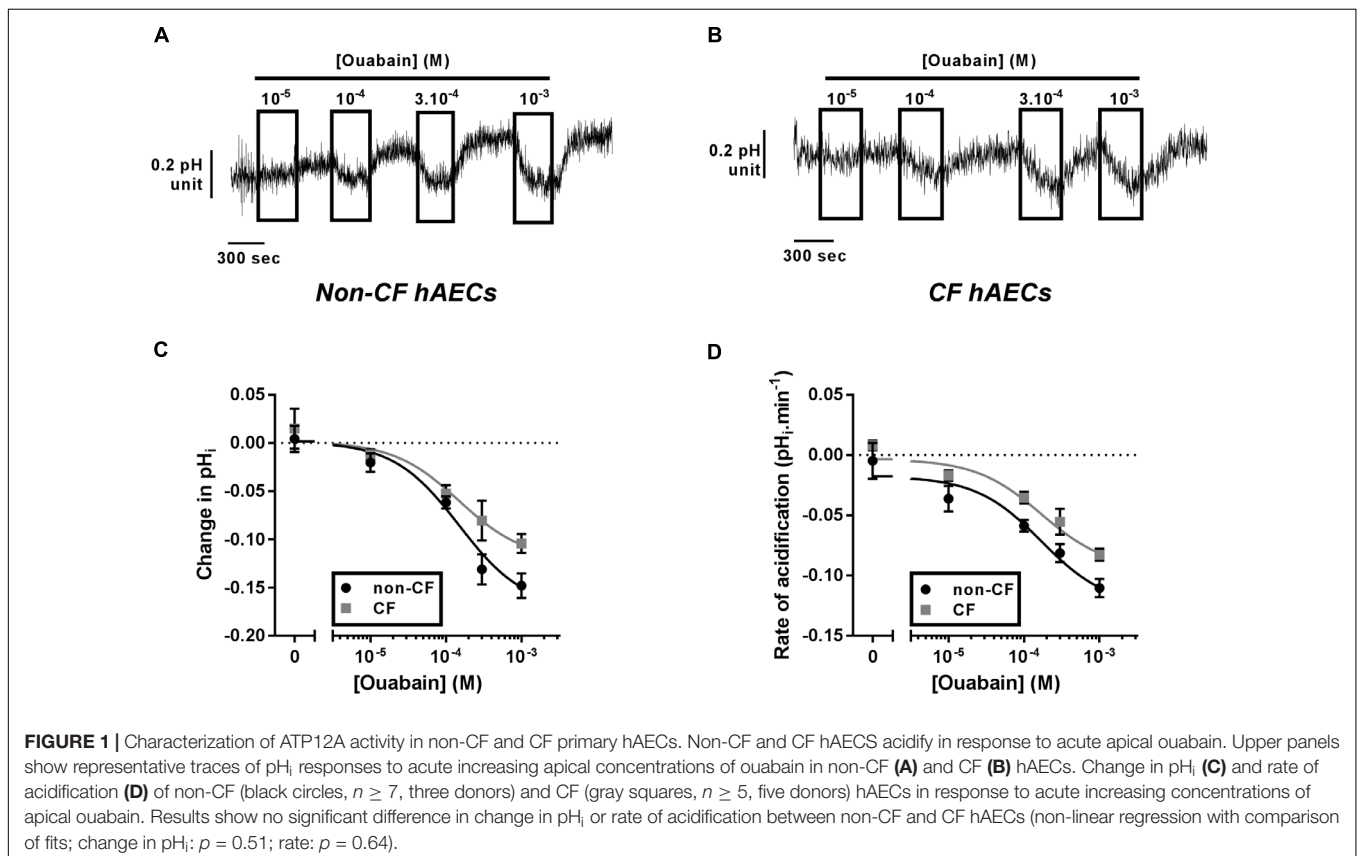 A
B
[Ouabain] (M)
[Ouabain] (M)
10⁻⁵ 10⁻⁴ 3.10⁻⁴ 10⁻³
10⁻⁵ 10⁻⁴ 3.10⁻⁴ 10⁻³
0.2 pH
unit
0.2 pH
unit
300 sec
300 sec
Non-CF hAECs
CF hAECs
C
0.05
0.00
-0.05
-0.10
-0.15
-0.20
Change in pHᵢ
non-CF
CF
0 10⁻⁵ 10⁻⁴ 10⁻³
[Ouabain] (M)
D
0.05
0.00
-0.05
-0.10
-0.15
Rate of acidification (pHᵢ.min⁻¹)
non-CF
CF
0 10⁻⁵ 10⁻⁴ 10⁻³
[Ouabain] (M)
FIGURE 1 | Characterization of ATP12A activity in non-CF and CF primary hAECs. Non-CF and CF hAECS acidify in response to acute apical ouabain. Upper panels
show representative traces of pHᵢ responses to acute increasing apical concentrations of ouabain in non-CF (A) and CF (B) hAECs. Change in pHᵢ (C) and rate of
acidification (D) of non-CF (black circles, n ≥ 7, three donors) and CF (gray squares, n ≥ 5, five donors) hAECs in response to acute increasing concentrations of
apical ouabain. Results show no significant difference in change in pHᵢ or rate of acidification between non-CF and CF hAECs (non-linear regression with comparison
of fits; change in pHᵢ: p = 0.51; rate: p = 0.64).